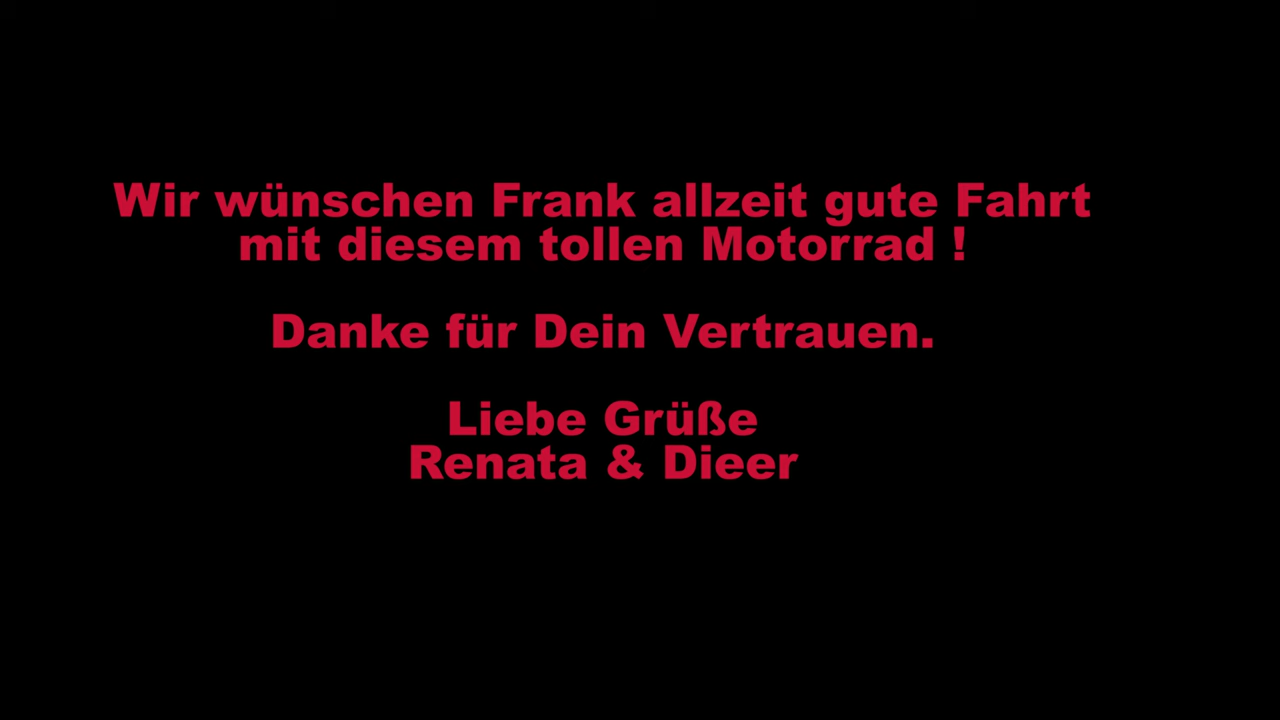 Wir wünschen Frank allzeit gute Fahrt
mit diesem tollen Motorrad !
Danke für Dein Vertrauen.
Liebe Grüße
Renata & Dieer